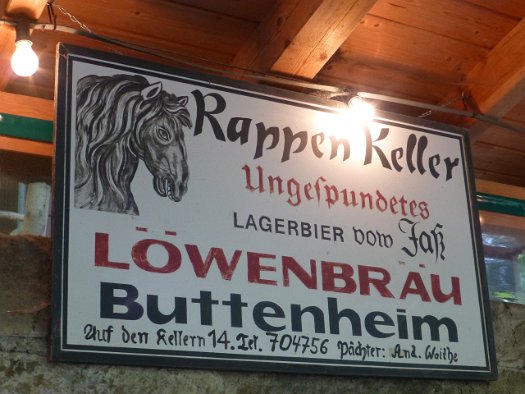 Rappen Keller
Ungespundetes
LAGERBIER vom Faß
LÖWENBRÄU
Buttenheim
Auf den Kellern 14. Tel. 704756 Pächter: And. Woithe